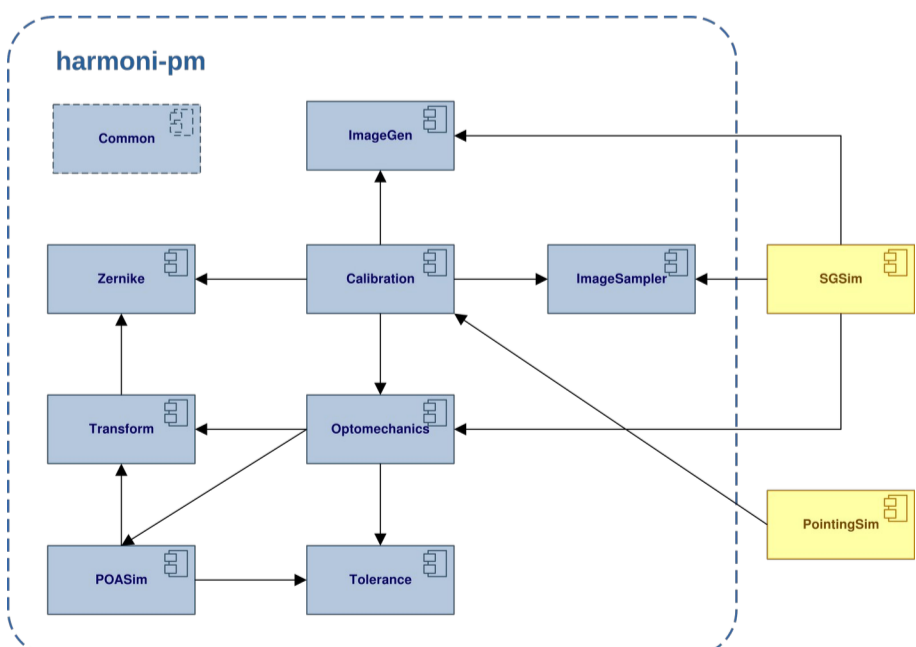 harmoni-pm
Common
ImageGen
Zernike
Calibration
ImageSampler
SGSim
Transform
Optomechanics
PointingSim
POASim
Tolerance